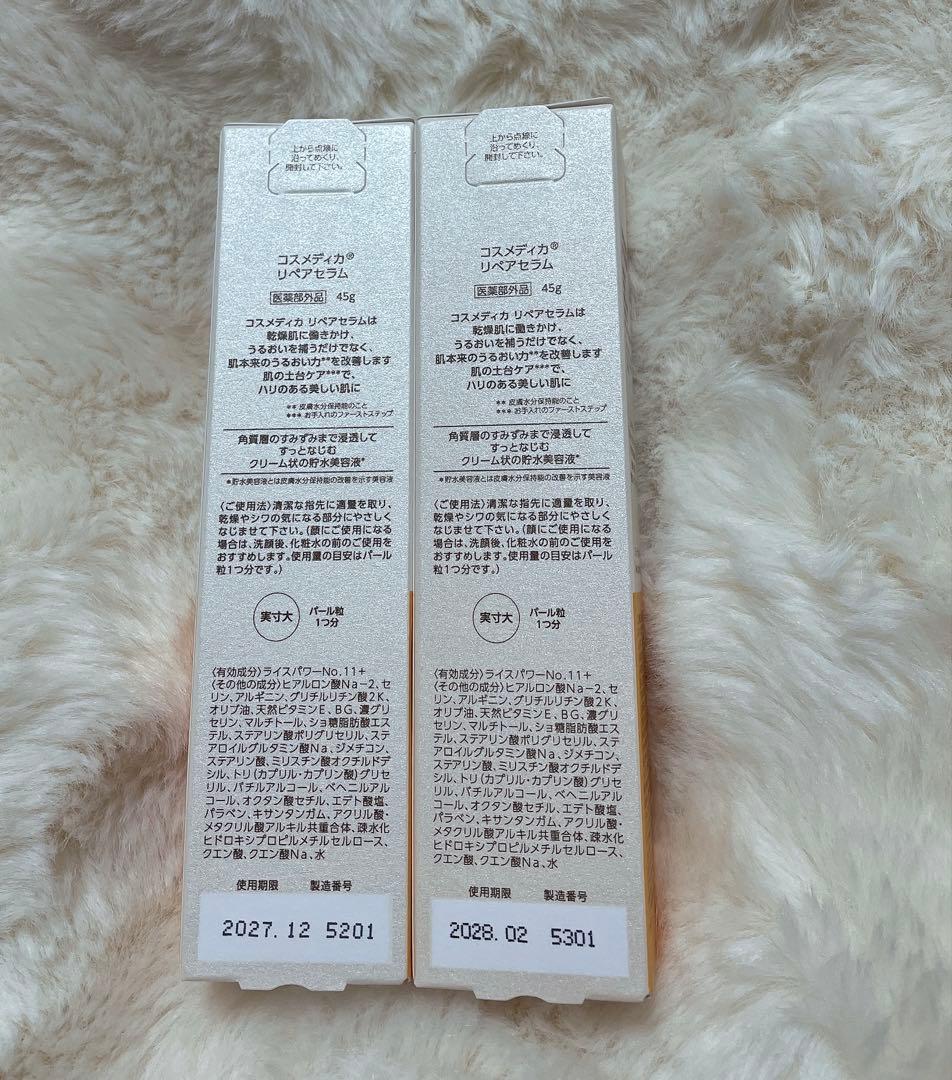 上から点線に
沿ってめくり、
開封して下さい。
コスメディカ®
リペアセラム
医薬部外品 45g
コスメディカ リペアセラムは
乾燥肌に働きかけ、
うるおいを補うだけでなく、
肌本来のうるおい力**を改善します
肌の土台ケア***で、
ハリのある美しい肌に
** 皮膚水分保持能のこと
*** お手入れのファーストステップ
角質層のすみずみまで浸透して
すっとなじむ
クリーム状の貯水美容液*
*貯水美容液とは皮膚水分保持能の改善を示す美容液
〈ご使用法〉清潔な指先に適量を取り、
乾燥やシワの気になる部分にやさしく
なじませて下さい。(顔にご使用になる
場合は、洗顔後、化粧水の前のご使用を
おすすめします。使用量の目安はパール
粒1つ分です。)
実寸大 パール粒
1つ分
〈有効成分〉ライスパワーNo.11+
〈その他の成分〉ヒアルロン酸Na-2、セ
リン、アルギニン、グリチルリチン酸2K、
オリブ油、天然ビタミンE、BG、濃グリ
セリン、マルチトール、ショ糖脂肪酸エス
テル、ステアリン酸ポリグリセリル、ステ
アロイルグルタミン酸Na、ジメチコン、
ステアリン酸、ミリスチン酸オクチルドデ
シル、トリ(カプリル・カプリン酸)グリセ
リル、バチルアルコール、ベヘニルアル
コール、オクタン酸セチル、エデト酸塩、
パラベン、キサンタンガム、アクリル酸・
メタクリル酸アルキル共重合体、疎水化
ヒドロキシプロピルメチルセルロース、
クエン酸、クエン酸Na、水
使用期限 製造番号
2027.12 5201
上から点線に
沿ってめくり、
開封して下さい。
コスメディカ®
リペアセラム
医薬部外品 45g
コスメディカ リペアセラムは
乾燥肌に働きかけ、
うるおいを補うだけでなく、
肌本来のうるおい力**を改善します
肌の土台ケア***で、
ハリのある美しい肌に
** 皮膚水分保持能のこと
*** お手入れのファーストステップ
角質層のすみずみまで浸透して
すっとなじむ
クリーム状の貯水美容液*
*貯水美容液とは皮膚水分保持能の改善を示す美容液
〈ご使用法〉清潔な指先に適量を取り、
乾燥やシワの気になる部分にやさしく
なじませて下さい。(顔にご使用になる
場合は、洗顔後、化粧水の前のご使用を
おすすめします。使用量の目安はパール
粒1つ分です。)
実寸大 パール粒
1つ分
〈有効成分〉ライスパワーNo.11+
〈その他の成分〉ヒアルロン酸Na-2、セ
リン、アルギニン、グリチルリチン酸2K、
オリブ油、天然ビタミンE、BG、濃グリ
セリン、マルチトール、ショ糖脂肪酸エス
テル、ステアリン酸ポリグリセリル、ステ
アロイルグルタミン酸Na、ジメチコン、
ステアリン酸、ミリスチン酸オクチルドデ
シル、トリ(カプリル・カプリン酸)グリセ
リル、バチルアルコール、ベヘニルアル
コール、オクタン酸セチル、エデト酸塩、
パラベン、キサンタンガム、アクリル酸・
メタクリル酸アルキル共重合体、疎水化
ヒドロキシプロピルメチルセルロース、
クエン酸、クエン酸Na、水
使用期限 製造番号
2028.02 5301